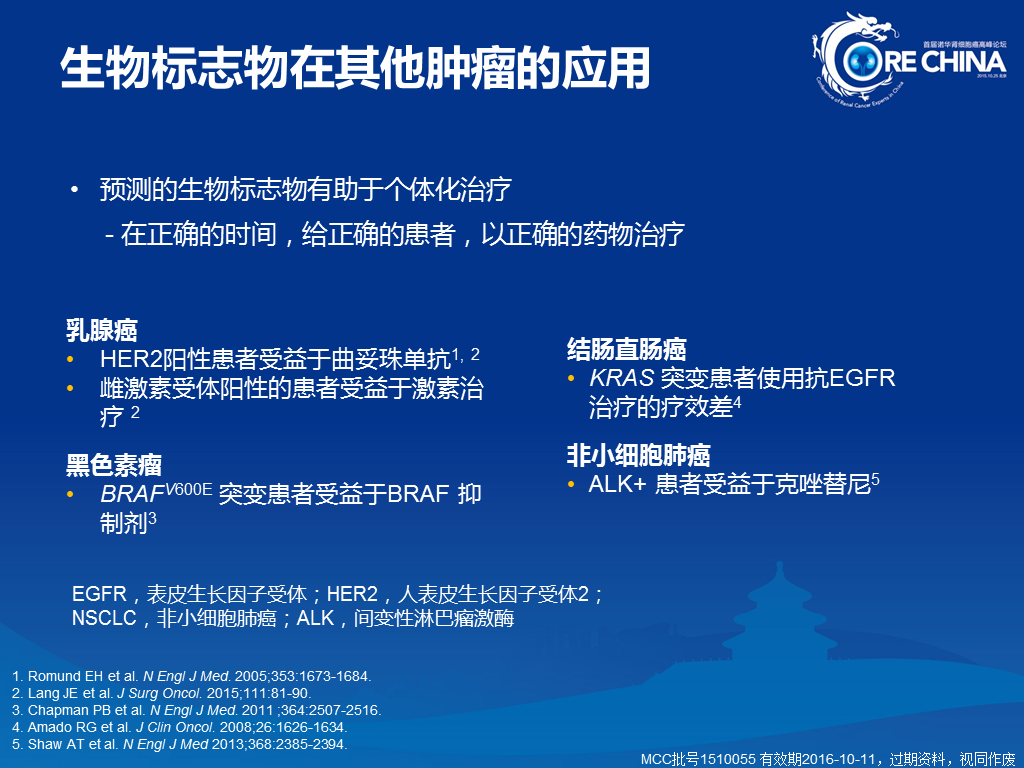 生物标志物在其他肿瘤的应用
首届诺华肾细胞癌高峰论坛
CORE CHINA
2015.10.25 北京
Conference of Renal Cancer Experts in China
• 预测的生物标志物有助于个体化治疗
- 在正确的时间，给正确的患者，以正确的药物治疗
乳腺癌
• HER2阳性患者受益于曲妥珠单抗1, 2
• 雌激素受体阳性的患者受益于激素治
疗 2
黑色素瘤
• BRAFV600E 突变患者受益于BRAF 抑
制剂3
结肠直肠癌
• KRAS 突变患者使用抗EGFR
治疗的疗效差4
非小细胞肺癌
• ALK+ 患者受益于克唑替尼5
EGFR，表皮生长因子受体；HER2，人表皮生长因子受体2；
NSCLC，非小细胞肺癌；ALK，间变性淋巴瘤激酶
1. Romund EH et al. N Engl J Med. 2005;353:1673-1684.
2. Lang JE et al. J Surg Oncol. 2015;111:81-90.
3. Chapman PB et al. N Engl J Med. 2011 ;364:2507-2516.
4. Amado RG et al. J Clin Oncol. 2008;26:1626-1634.
5. Shaw AT et al. N Engl J Med 2013;368:2385-2394.
MCC批号1510055 有效期2016-10-11，过期资料，视同作废